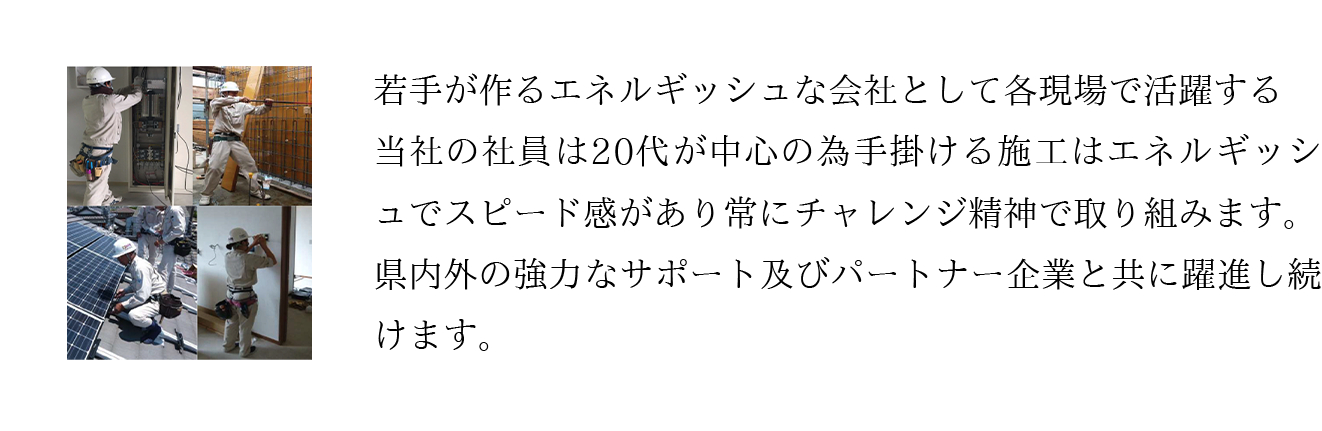 若手が作るエネルギッシュな会社として各現場で活躍する
当社の社員は20代が中心の為手掛ける施工はエネルギッシ
ュでスピード感があり常にチャレンジ精神で取り組みます。
県内外の強力なサポート及びパートナー企業と共に躍進し続
けます。